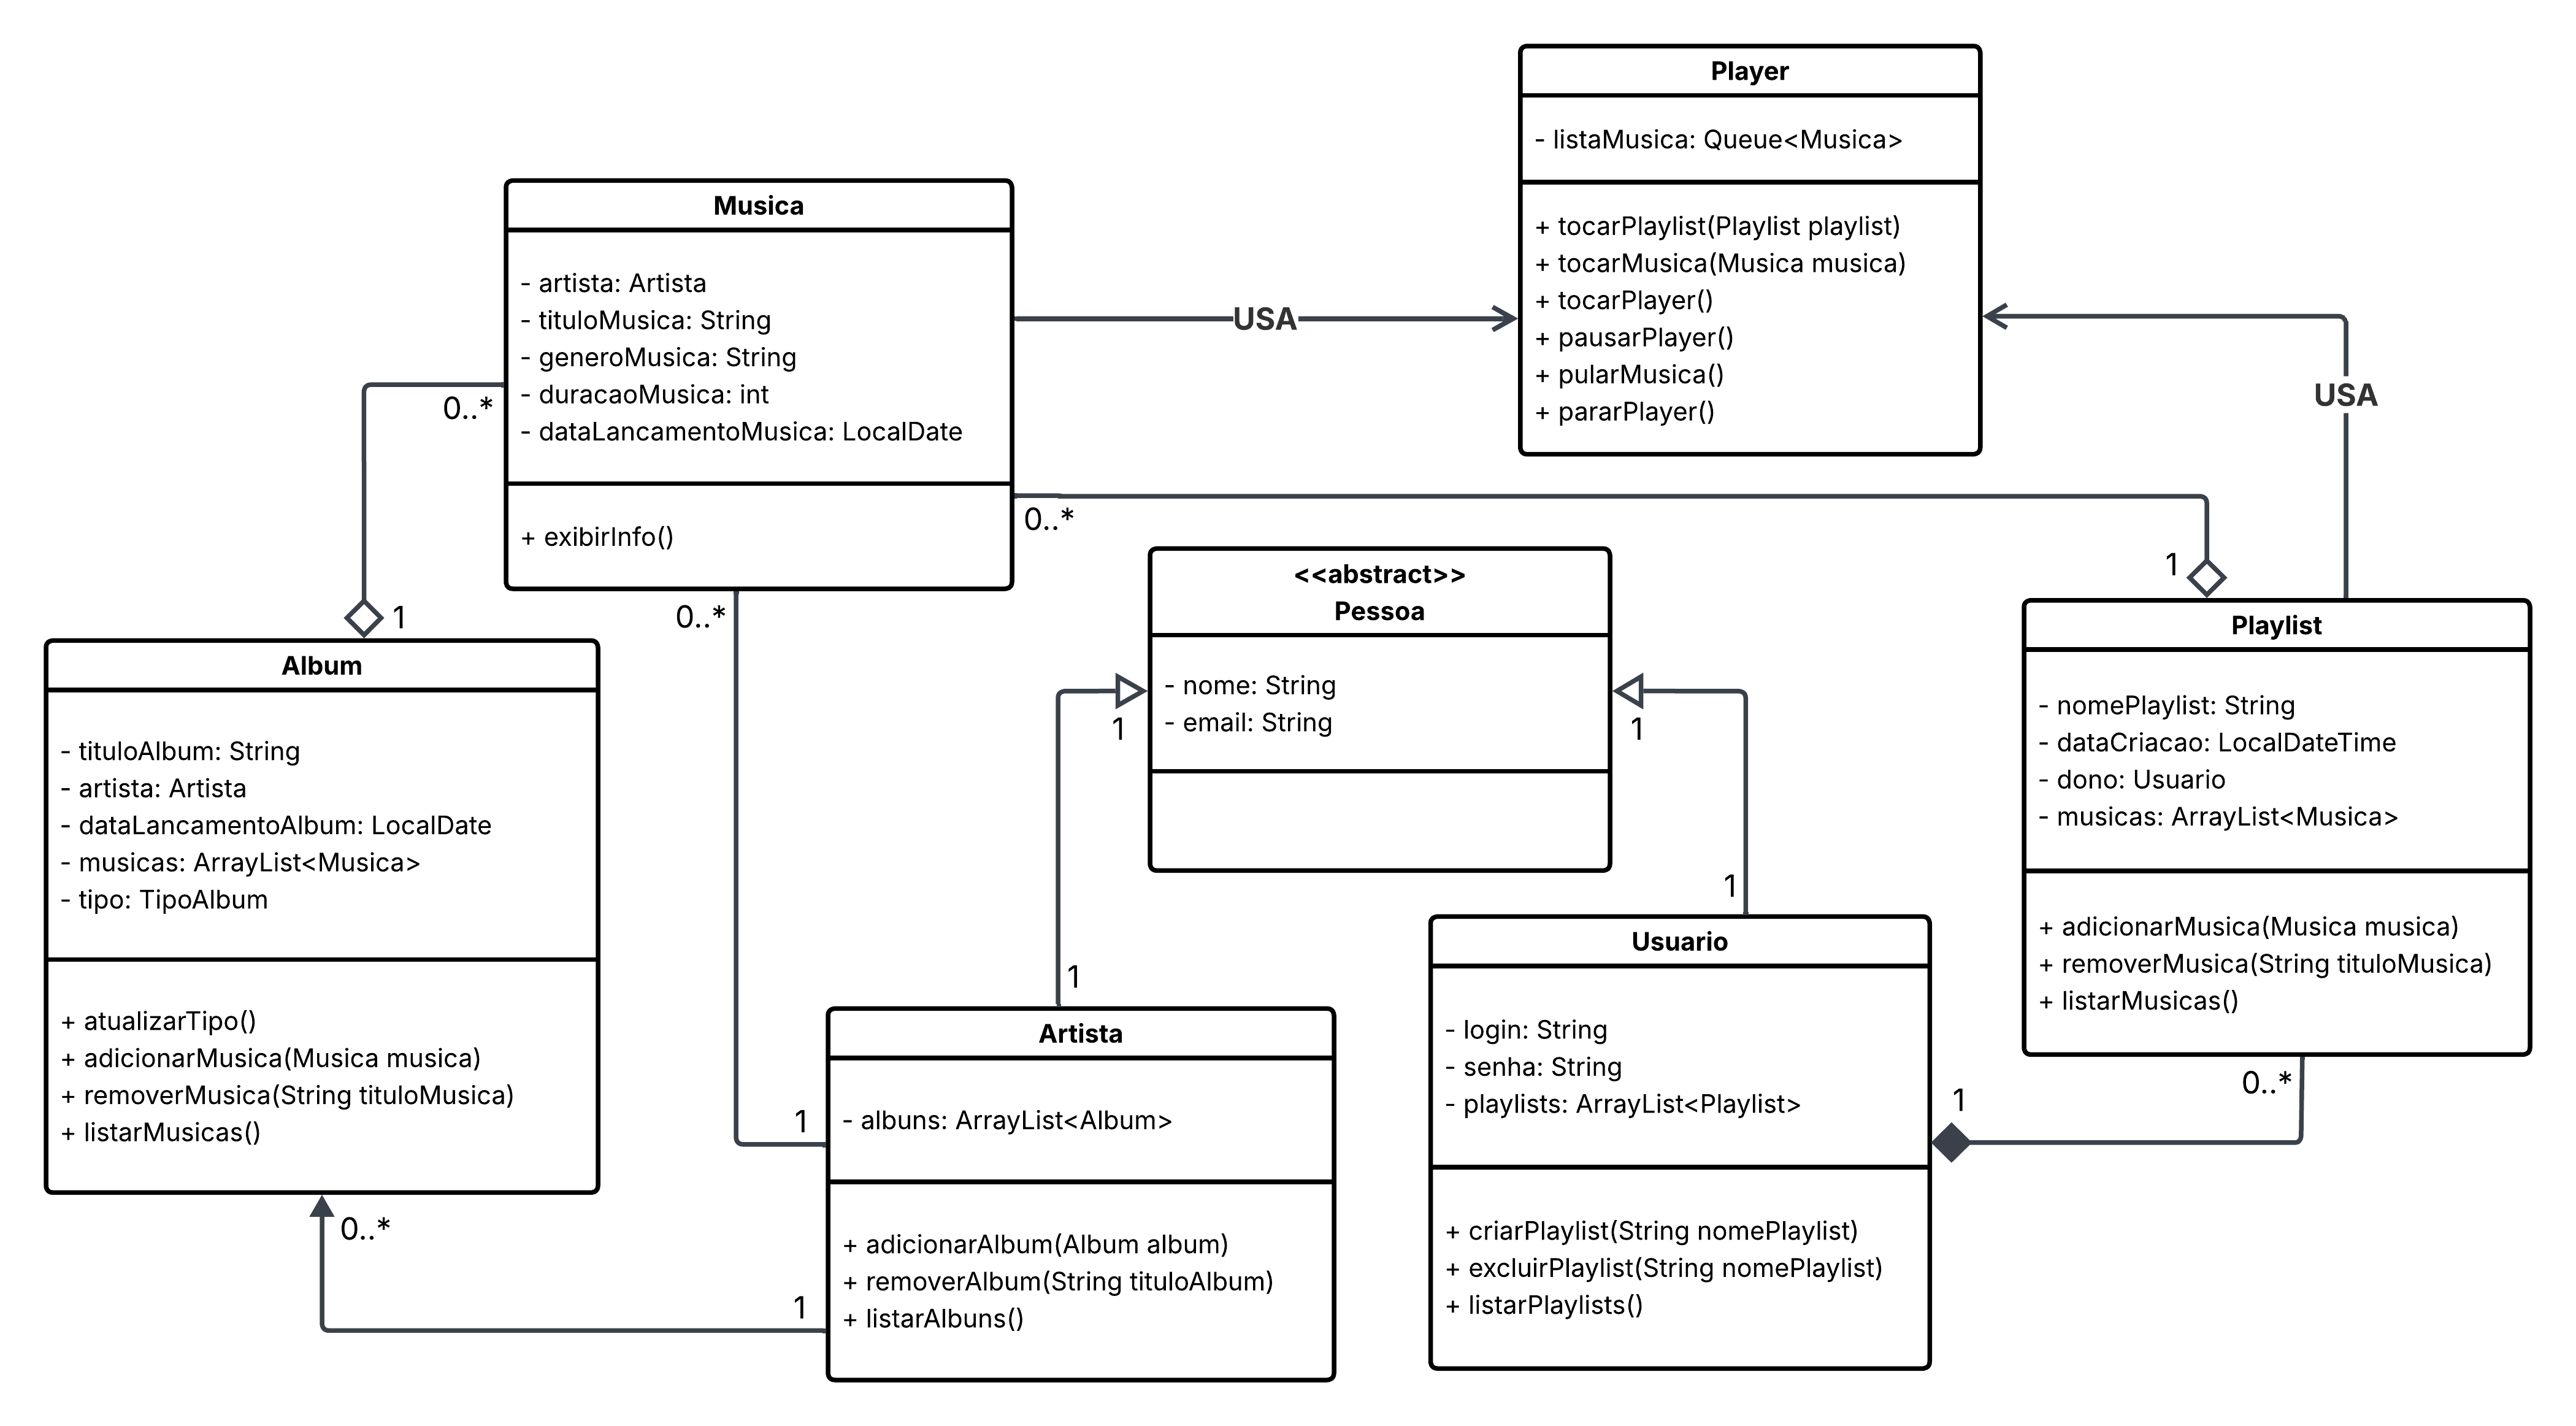 Player
- listaMusica: Queue<Musica>
+ tocarPlaylist(Playlist playlist)
+ tocarMusica(Musica musica)
+ tocarPlayer()
+ pausarPlayer()
+ pularMusica()
+ pararPlayer()
Musica
- artista: Artista
- tituloMusica: String
- generoMusica: String
- duracaoMusica: int
- dataLancamentoMusica: LocalDate
+ exibirInfo()
USA
USA
0..*
1
0..*
1
0..*
1
<<abstract>>
Pessoa
- nome: String
- email: String
1
1
1
1
Album
- tituloAlbum: String
- artista: Artista
- dataLancamentoAlbum: LocalDate
- musicas: ArrayList<Musica>
- tipo: TipoAlbum
+ atualizarTipo()
+ adicionarMusica(Musica musica)
+ removerMusica(String tituloMusica)
+ listarMusicas()
0..*
1
Artista
- albuns: ArrayList<Album>
+ adicionarAlbum(Album album)
+ removerAlbum(String tituloAlbum)
+ listarAlbuns()
Usuario
- login: String
- senha: String
- playlists: ArrayList<Playlist>
+ criarPlaylist(String nomePlaylist)
+ excluirPlaylist(String nomePlaylist)
+ listarPlaylists()
1
0..*
Playlist
- nomePlaylist: String
- dataCriacao: LocalDateTime
- dono: Usuario
- musicas: ArrayList<Musica>
+ adicionarMusica(Musica musica)
+ removerMusica(String tituloMusica)
+ listarMusicas()